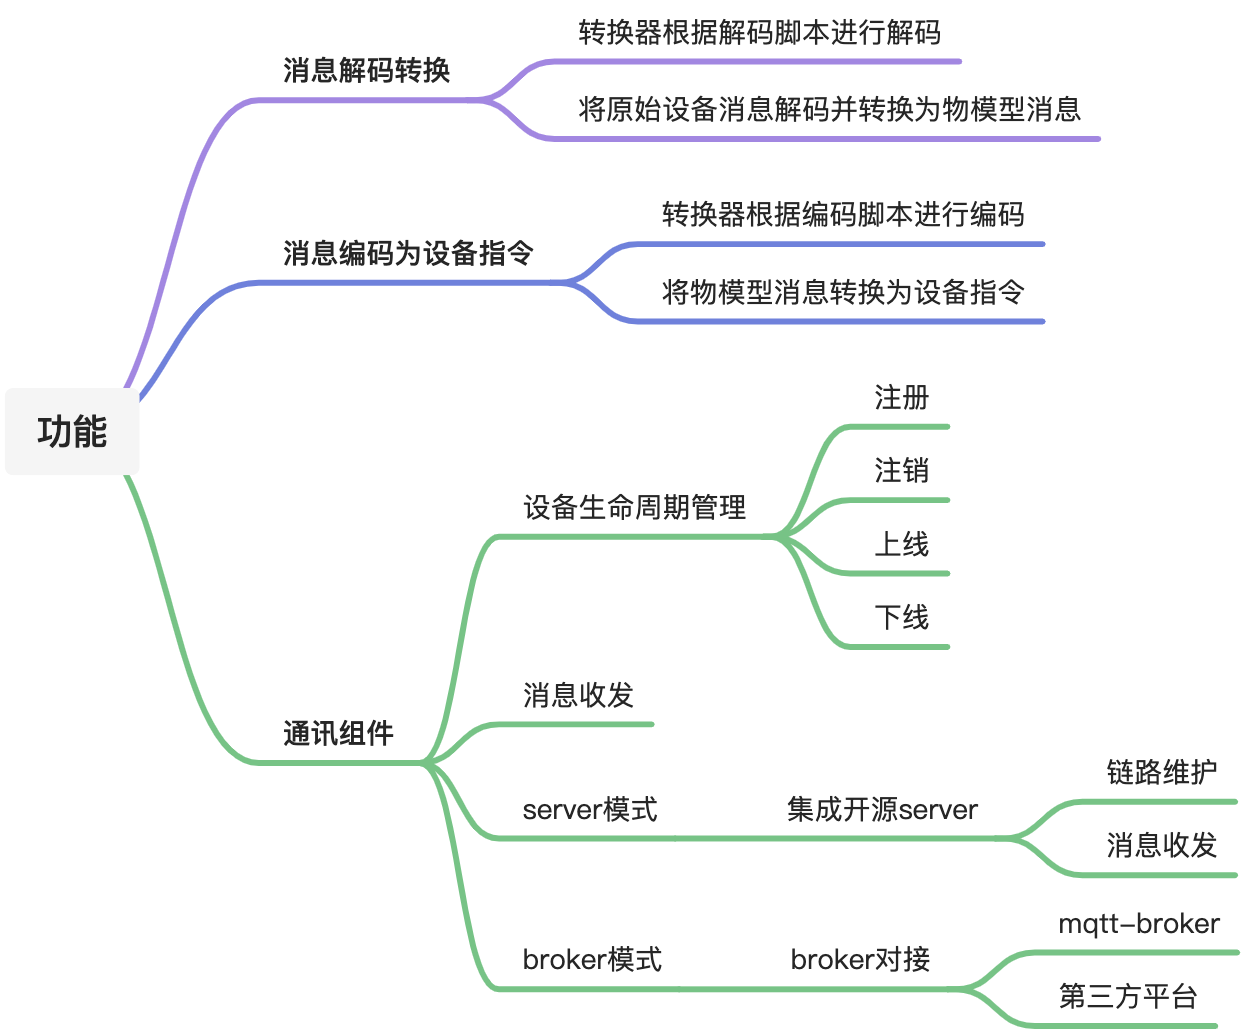 功能
消息解码转换
转换器根据解码脚本进行解码
将原始设备消息解码并转换为物模型消息
消息编码为设备指令
转换器根据编码脚本进行编码
将物模型消息转换为设备指令
通讯组件
设备生命周期管理
注册
注销
上线
下线
消息收发
server模式
集成开源server
链路维护
消息收发
broker模式
broker对接
mqtt-broker
第三方平台